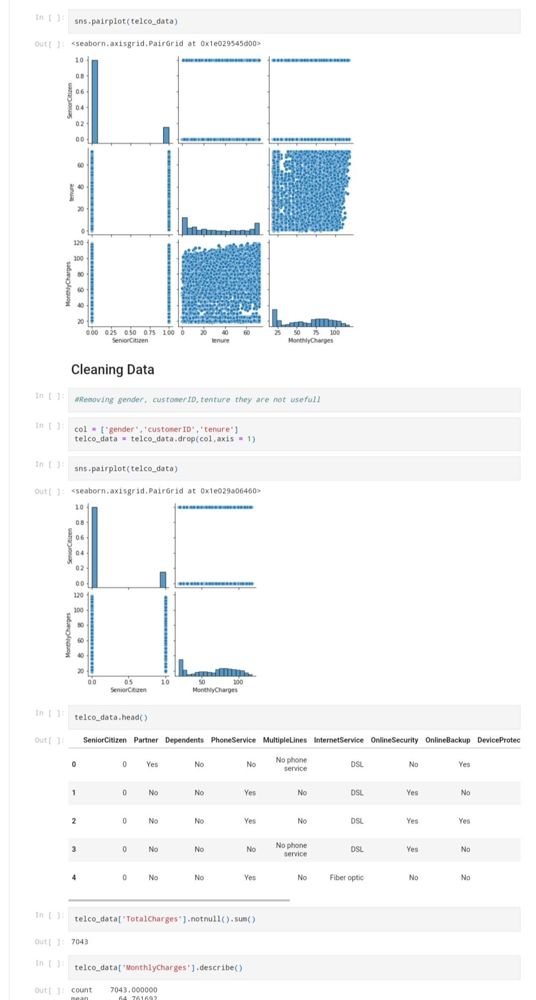 In [ ]:
sns.pairplot(telco_data)
Out[ ]: <seaborn.axisgrid.PairGrid at 0x1e029545d00>
1.0
0.8
0.6
0.4
0.2
0.0
SeniorCitizen
60
40
20
0
tenure
120
100
80
60
40
20
MonthlyCharges
0.00 0.25 0.50 0.75 1.00 0 20 40 60 25 50 75 100
SeniorCitizen tenure MonthlyCharges
Cleaning Data
In [ ]:
#Removing gender, customerID,tenture they are not usefull
In [ ]:
col = ['gender','customerID','tenure']
telco_data = telco_data.drop(col,axis = 1)
In [ ]:
sns.pairplot(telco_data)
Out[ ]: <seaborn.axisgrid.PairGrid at 0x1e029a06460>
1.0
0.8
0.6
0.4
0.2
0.0
SeniorCitizen
120
100
80
60
40
20
MonthlyCharges
0.0 0.5 1.0 50 100
SeniorCitizen MonthlyCharges
In [ ]:
telco_data.head()
Out[ ]:
SeniorCitizen Partner Dependents PhoneService MultipleLines InternetService OnlineSecurity OnlineBackup DeviceProtec
0 0 Yes No No No phone service DSL No Yes
1 0 No No Yes No DSL Yes No
2 0 No No Yes No DSL Yes Yes
3 0 No No No No phone service DSL Yes No
4 0 No No Yes No Fiber optic No No
In [ ]:
telco_data['TotalCharges'].notnull().sum()
Out[ ]: 7043
In [ ]:
telco_data['MonthlyCharges'].describe()
Out[ ]: count 7043.000000
mean 64.761692